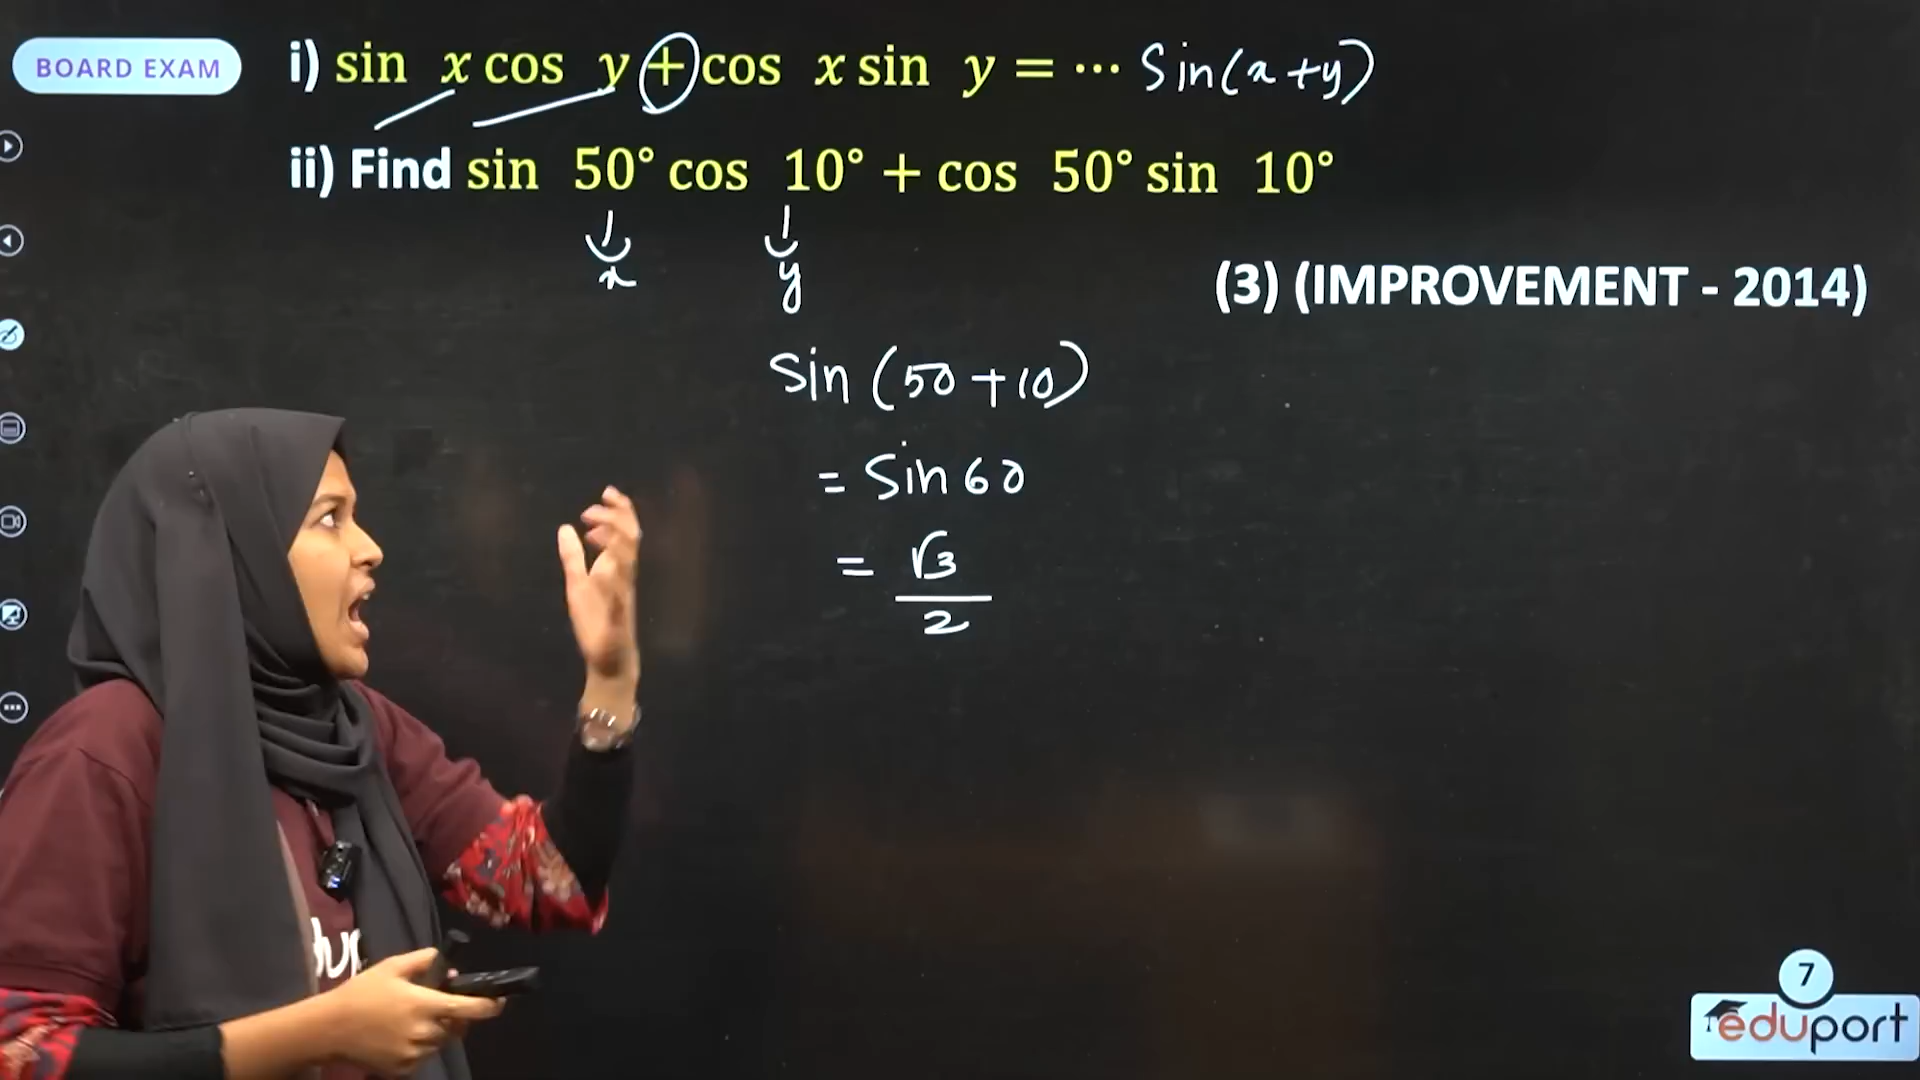 BOARD EXAM
i) sin x cos y + cos x sin y = ... Sin(x+y)
ii) Find sin 50° cos 10° + cos 50° sin 10°
x y
(3) (IMPROVEMENT - 2014)
Sin (50+10)
= Sin 60
= √3/2
7
eduport